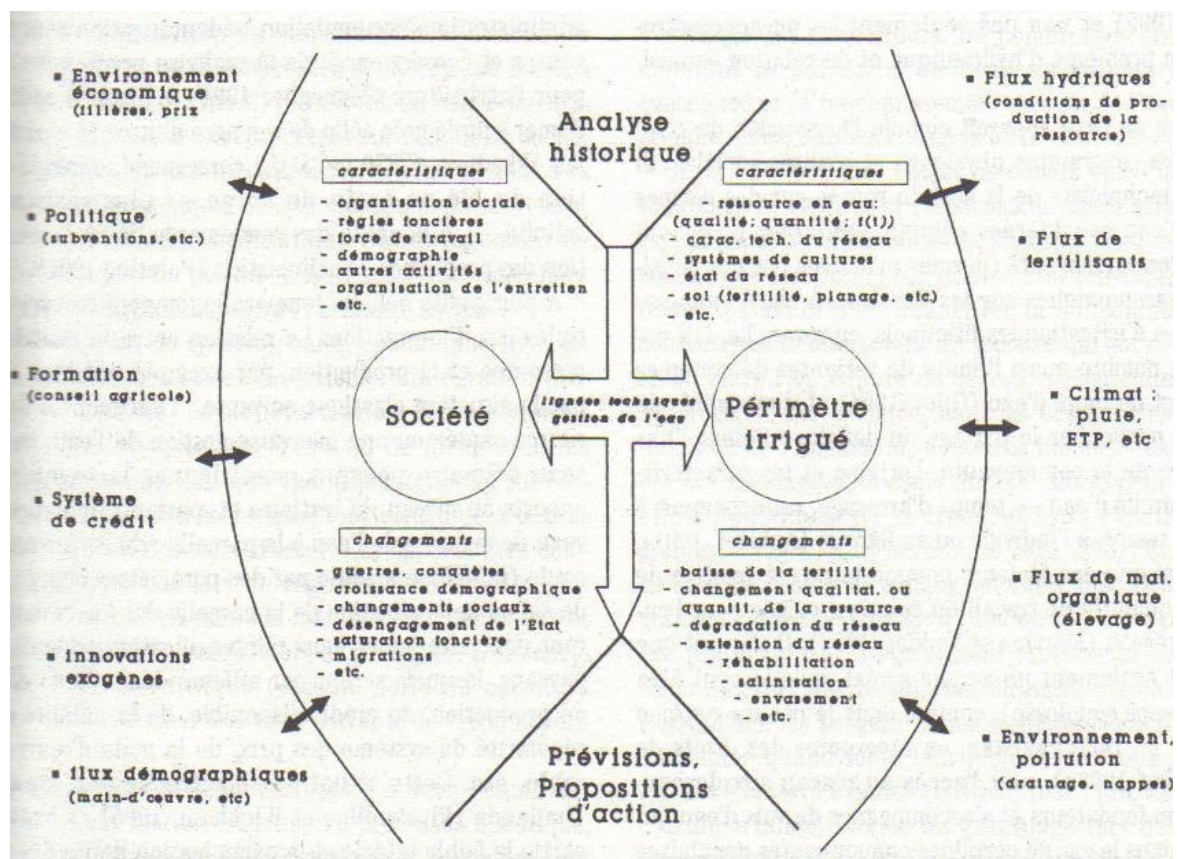 Analyse
historique
▪ Environnement
économique
(filières, prix
▪ Politique
(subventions, etc.)
▪ Formation
(conseil agricole)
▪ Système
de crédit
▪ innovations
exogènes
▪ flux démographiques
(main-d'œuvre, etc)
caractéristiques
- organisation sociale
- règles foncières
- force de travail
- démographie
- autres activités
- organisation de l'entretien
etc.
Société
changements
- guerres, conquêtes
- croissance démographique
- changements sociaux
- désengagement de l'Etat
- saturation foncière
- migrations
etc.
lignées techniques
gestion de l'eau
caractéristiques
- ressource en eau:
(qualité; quantité; f(t))
- carac. tech. du réseau
- systèmes de cultures
- état du réseau
- sol (fertilité, planage, etc)
- etc.
Périmètre
irrigué
changements
- baisse de la fertilité
- changement qualitat. ou
quantit. de la ressource
- dégradation du réseau
- extension du réseau
- réhabilitation
- salinisation
- envasement
- etc.
▪ Flux hydriques
(conditions de pro-
duction de la
ressource)
▪ Flux de
fertilisants
Climat :
pluies
ETP, etc
▪ Flux de mat.
organique
(élevage)
▪ Environnement,
pollution
(drainage, nappes)
Prévisions,
Propositions
d'action